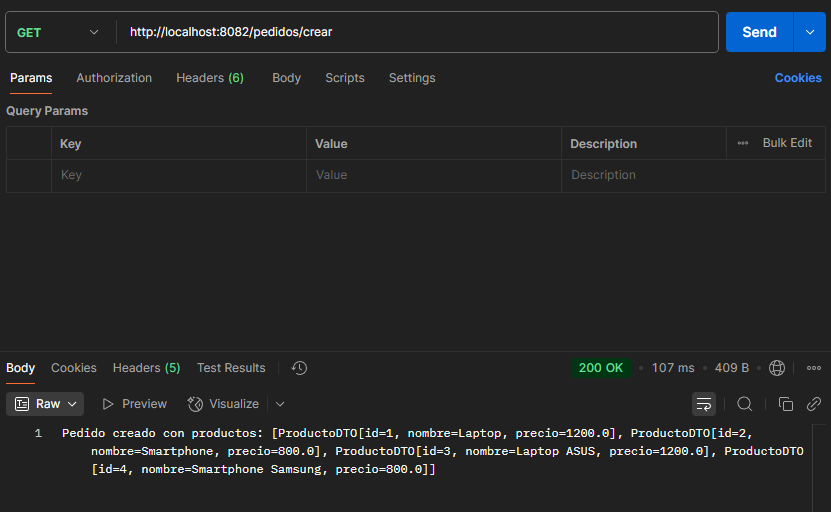 GET http://localhost:8082/pedidos/crear Send
Params Authorization Headers (6) Body Scripts Settings Cookies
Query Params
Key Value Description Bulk Edit
Key Value Description
Body Cookies Headers (5) Test Results 200 OK 107 ms 409 B
Raw Preview Visualize
1 Pedido creado con productos: [ProductoDTO[id=1, nombre=Laptop, precio=1200.0], ProductoDTO[id=2,
nombre=Smartphone, precio=800.0], ProductoDTO[id=3, nombre=Laptop ASUS, precio=1200.0], ProductoDTO
[id=4, nombre=Smartphone Samsung, precio=800.0]]